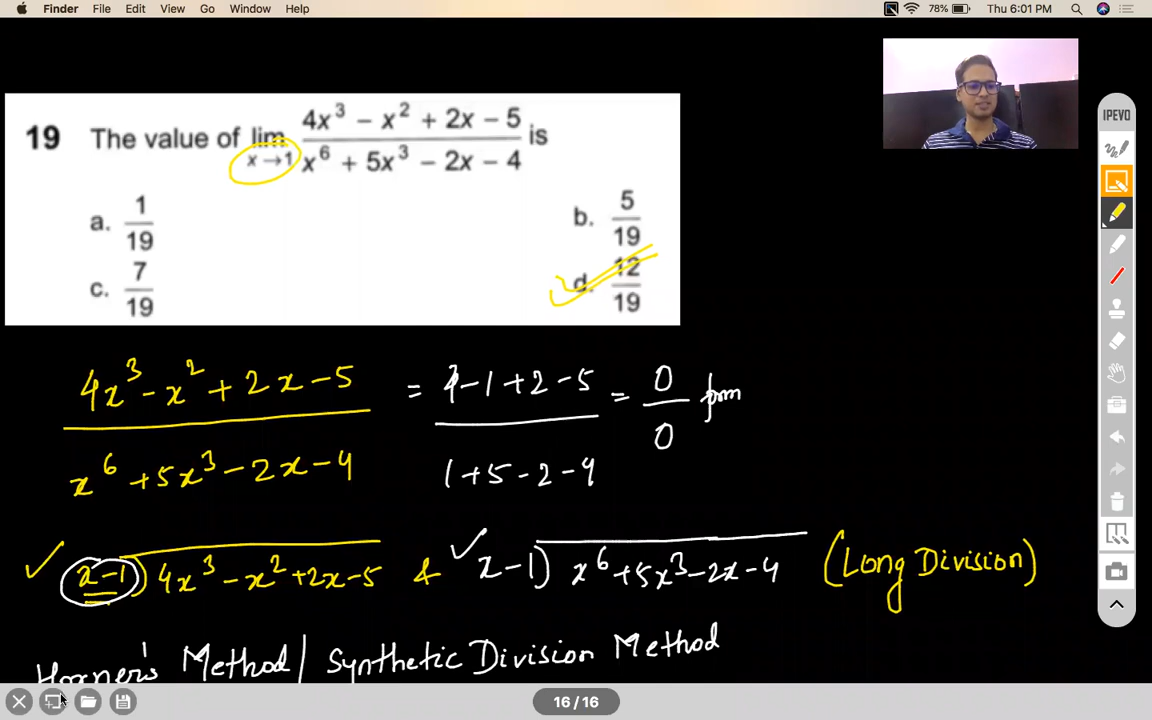 Finder File Edit View Go Window Help 78% Thu 6:01 PM
IPEVO
19 The value of lim x→1 (4x³ − x² + 2x − 5)/(x⁶ + 5x³ − 2x − 4) is
a. 1/19 b. 5/19
c. 7/19 d. 12/19
(4x³ − x² + 2x − 5)/(x⁶ + 5x³ − 2x − 4) = (4 − 1 + 2 − 5)/(1 + 5 − 2 − 4) = 0/0 form
x−1) 4x³ − x² + 2x − 5 & x−1) x⁶ + 5x³ − 2x − 4 (Long Division)
Horner's Method / Synthetic Division Method
16 / 16